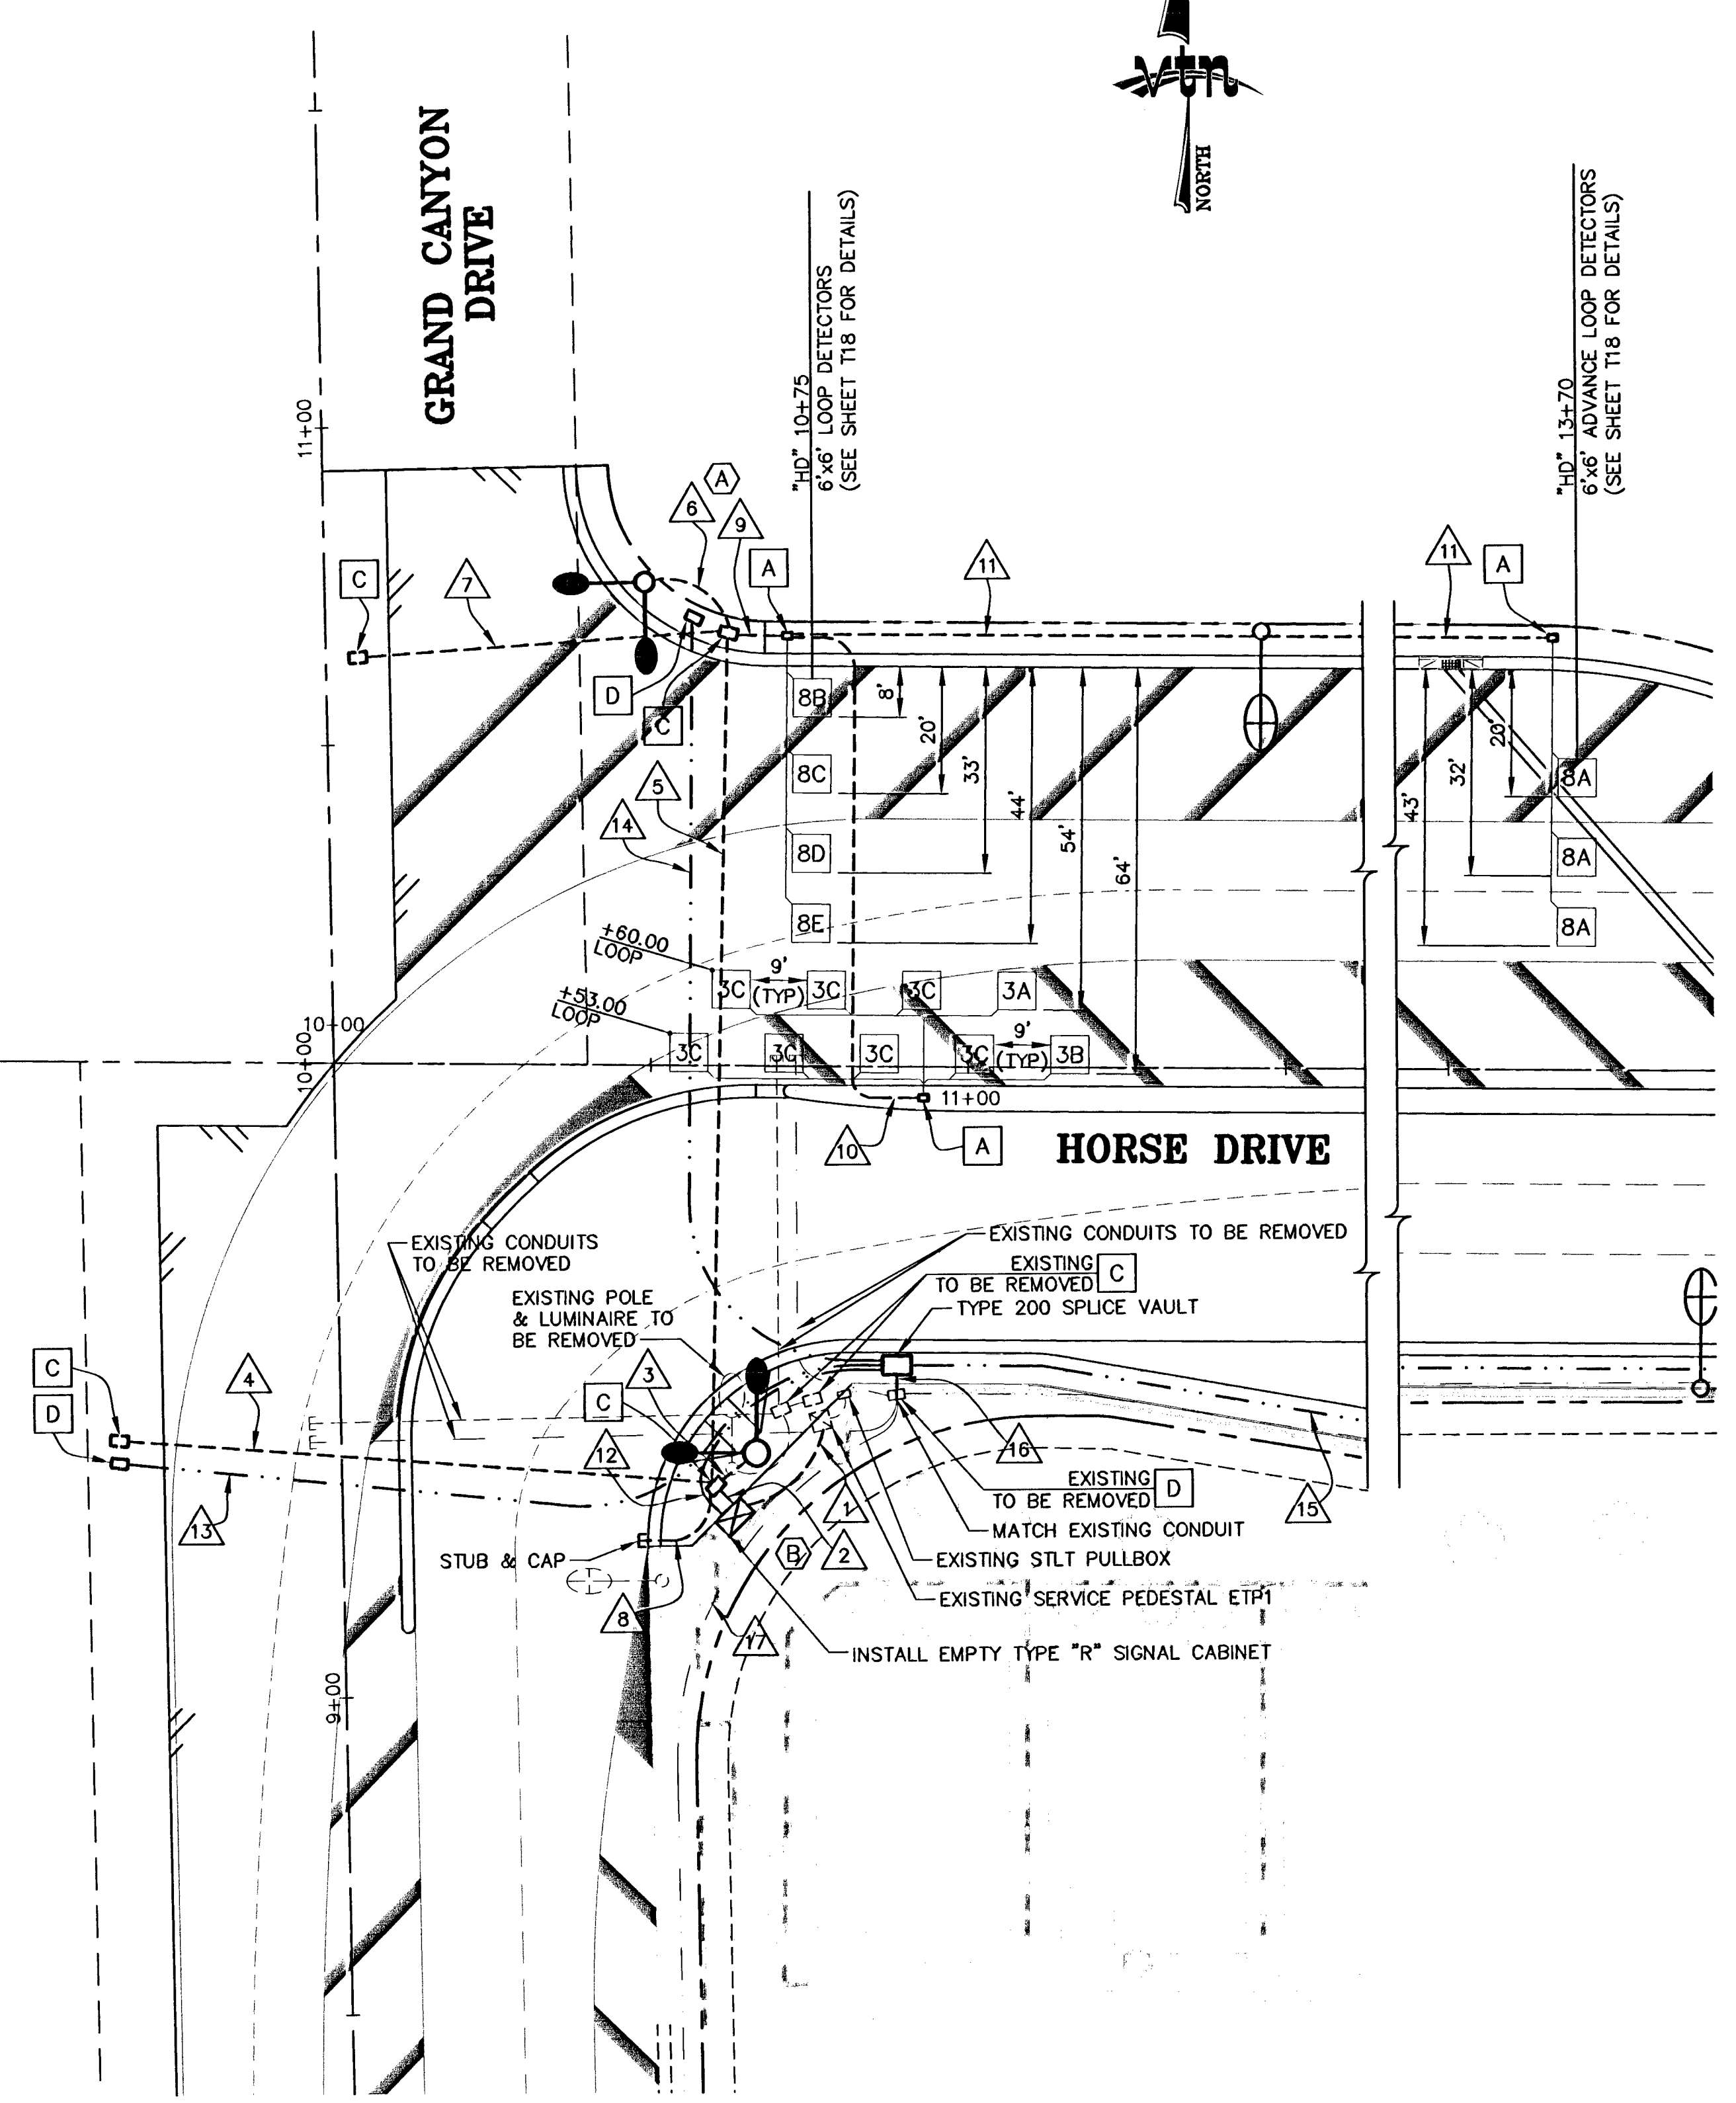 vtn
NORTH
GRAND CANYON
DRIVE
11+00
"HD" 10+75
6'x6' LOOP DETECTORS
(SEE SHEET T18 FOR DETAILS)
"HD" 13+70
6'x6' ADVANCE LOOP DETECTORS
(SEE SHEET T18 FOR DETAILS)
A
6
9
A
11
11
A
C
7
D
C
8B
8'
20'
33'
44'
54'
64'
8C
8D
8E
5
14
43'
32'
20'
8A
8A
8A
+60.00
LOOP
3C
9'
(TYP)
3C
3C
3A
+53.00
LOOP
3C
3C
3C
3C
9'
(TYP)
3B
10+00
10+00
11+00
10
A
HORSE DRIVE
EXISTING CONDUITS
TO BE REMOVED
EXISTING CONDUITS TO BE REMOVED
EXISTING
TO BE REMOVED
C
TYPE 200 SPLICE VAULT
EXISTING POLE
& LUMINAIRE TO
BE REMOVED
C
D
4
13
C
3
12
16
EXISTING
TO BE REMOVED
D
15
1
MATCH EXISTING CONDUIT
B
2
EXISTING STLT PULLBOX
STUB & CAP
EXISTING SERVICE PEDESTAL ETP1
8
17
INSTALL EMPTY TYPE "R" SIGNAL CABINET
9+00